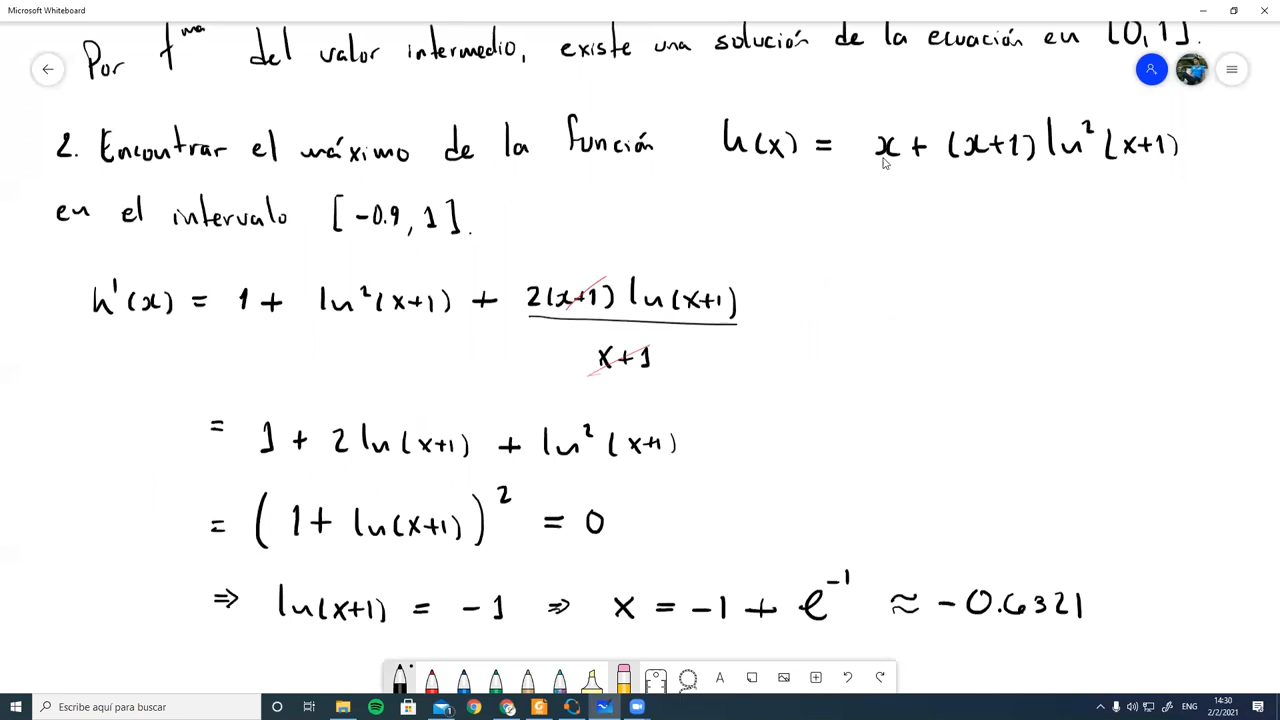 Microsoft Whiteboard
Por tma del valor intermedio, existe una solución de la ecuación en [0,1].
2. Encontrar el máximo de la función h(x) = x + (x+1) ln²(x+1)
en el intervalo [-0.9, 1].
h'(x) = 1 + ln²(x+1) + 2(x+1) ln(x+1)
x+1
= 1 + 2 ln(x+1) + ln²(x+1)
= (1 + ln(x+1))² = 0
⇒ ln(x+1) = -1 ⇒ x = -1 + e⁻¹ ≈ -0.6321
A
Escribe aquí para buscar
ENG
14:30
2/2/2021